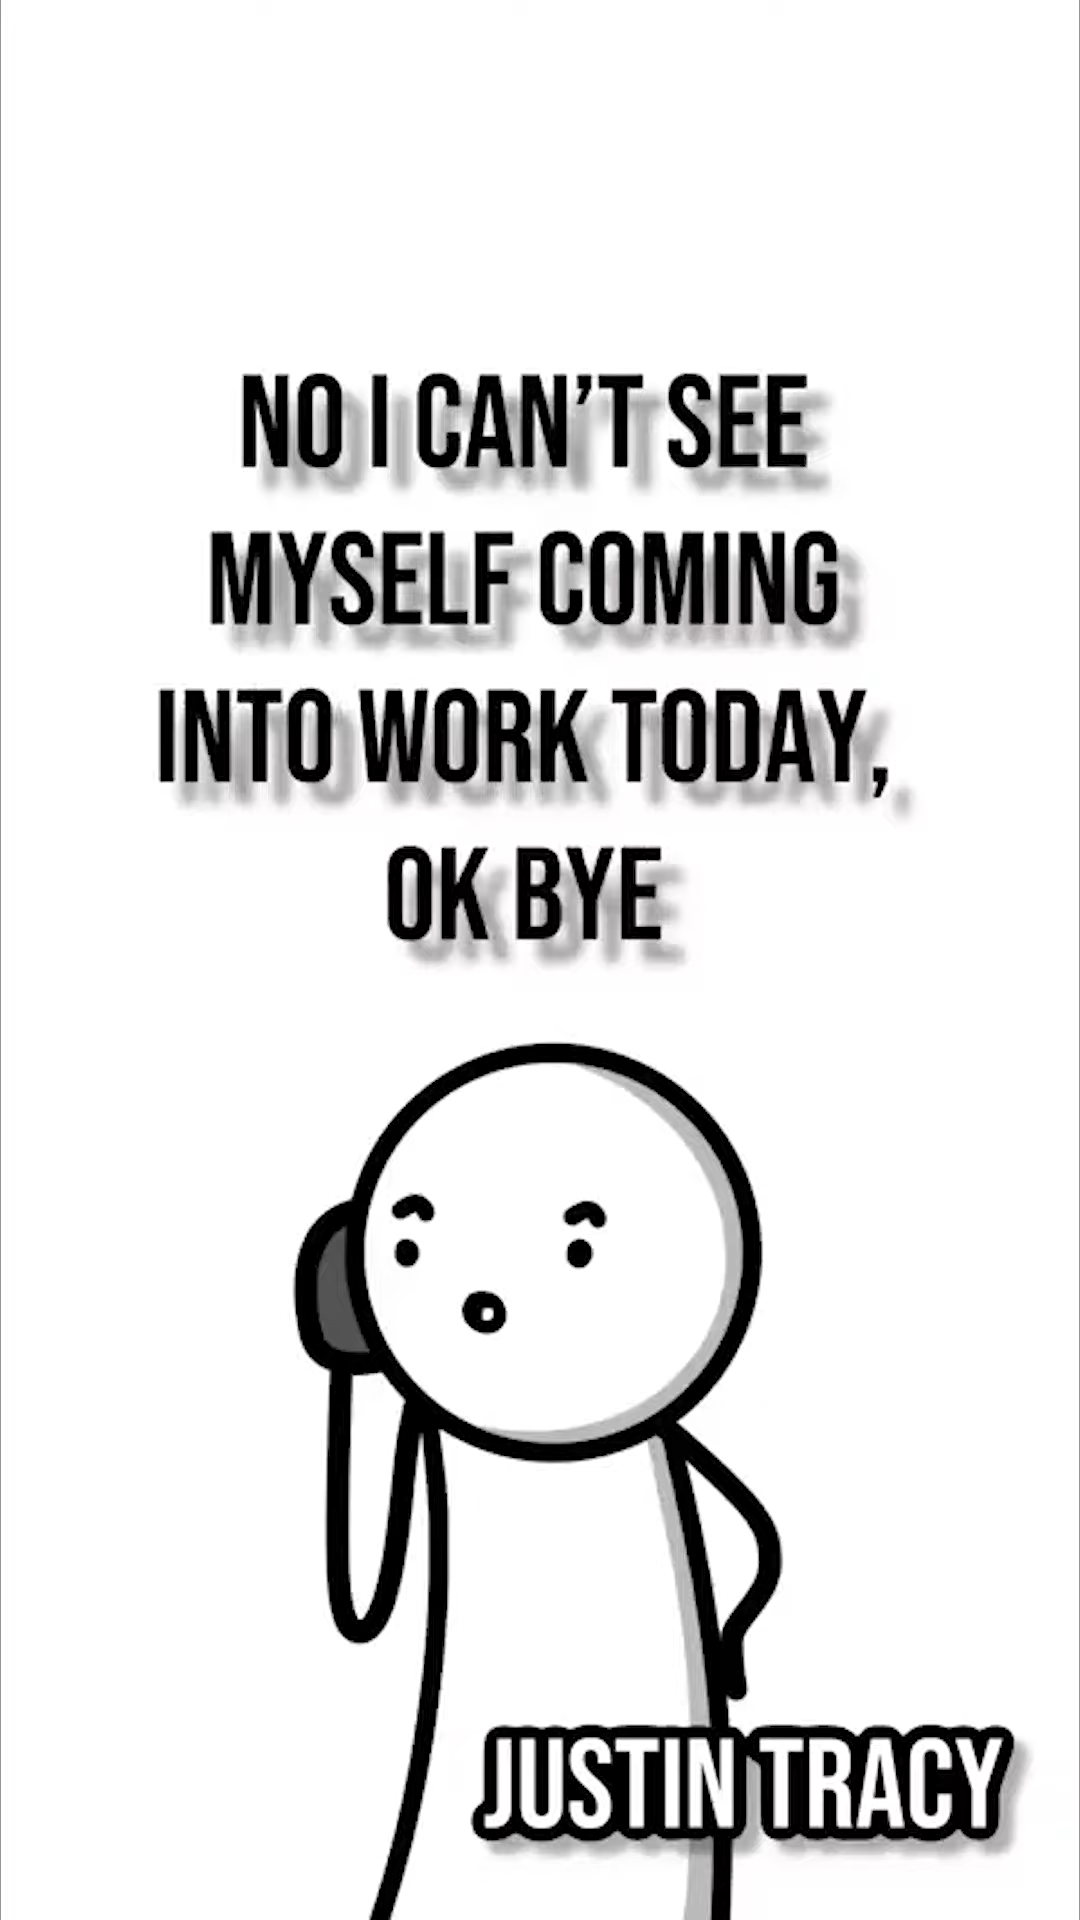 NO I CAN'T SEE
MYSELF COMING
INTO WORK TODAY,
OK BYE
JUSTIN TRACY